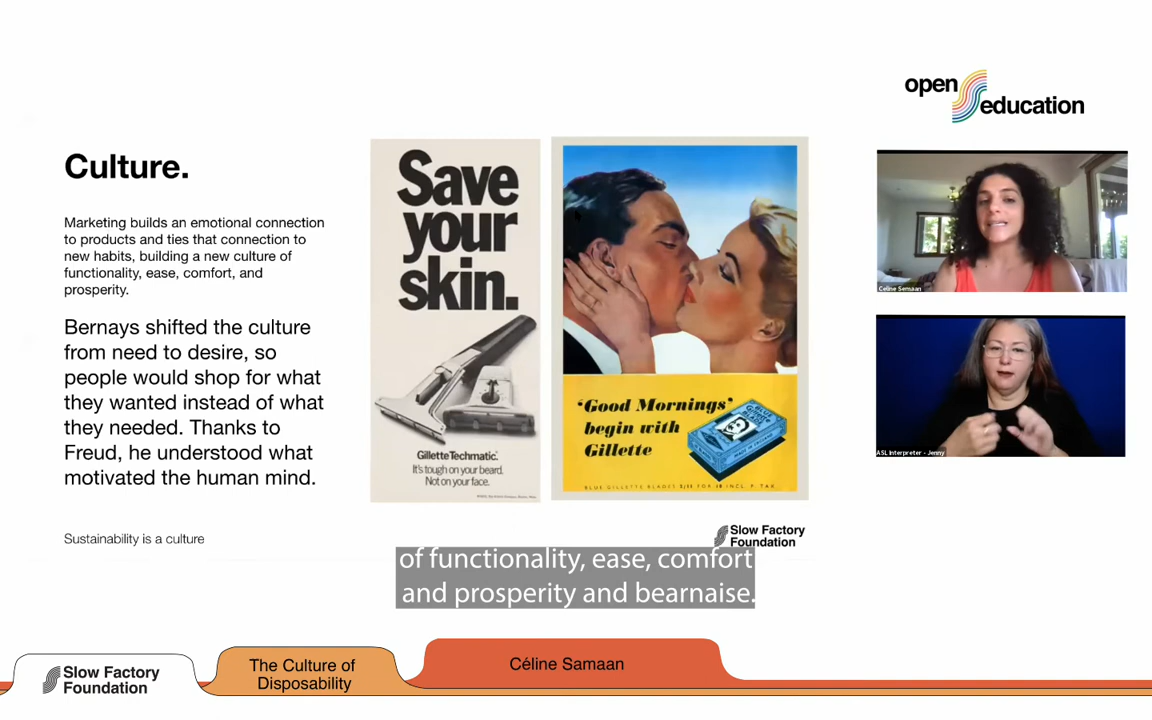 open
education
Culture.
Marketing builds an emotional connection
to products and ties that connection to
new habits, building a new culture of
functionality, ease, comfort, and
prosperity.
Bernays shifted the culture
from need to desire, so
people would shop for what
they wanted instead of what
they needed. Thanks to
Freud, he understood what
motivated the human mind.
Sustainability is a culture
Save
your
skin.
Gillette Techmatic.
It's tough on your beard.
Not on your face.
'Good Mornings'
begin with
Gillette
Céline Semaan
ASL Interpreter - Jenny
Slow Factory
Foundation
of functionality, ease, comfort
and prosperity and bearnaise.
Slow Factory
Foundation
The Culture of
Disposability
Céline Samaan